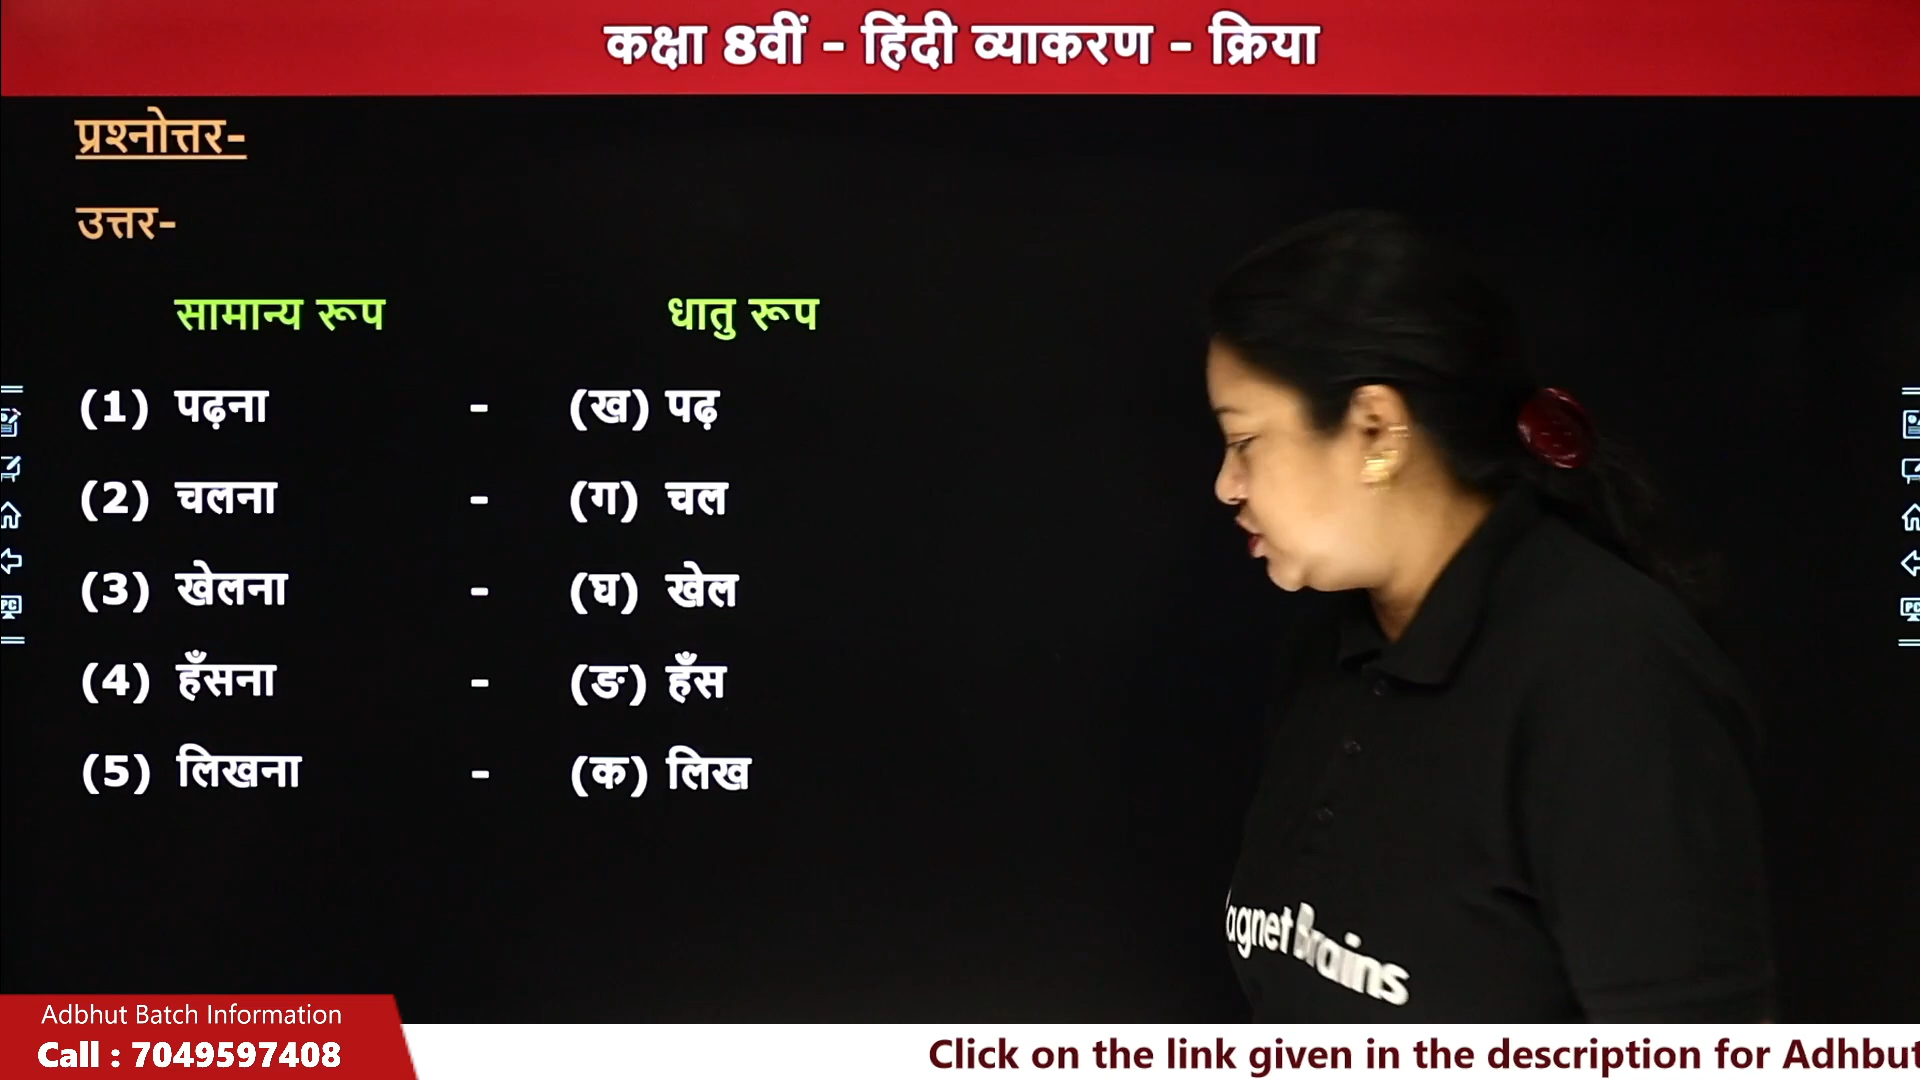 कक्षा 8वीं - हिंदी व्याकरण - क्रिया
प्रश्नोत्तर-
उत्तर-
सामान्य रूप धातु रूप
(1) पढ़ना - (ख) पढ़
(2) चलना - (ग) चल
(3) खेलना - (घ) खेल
(4) हँसना - (ङ) हँस
(5) लिखना - (क) लिख
agnet Brains
Adbhut Batch Information
Call : 7049597408
Click on the link given in the description for Adhbut